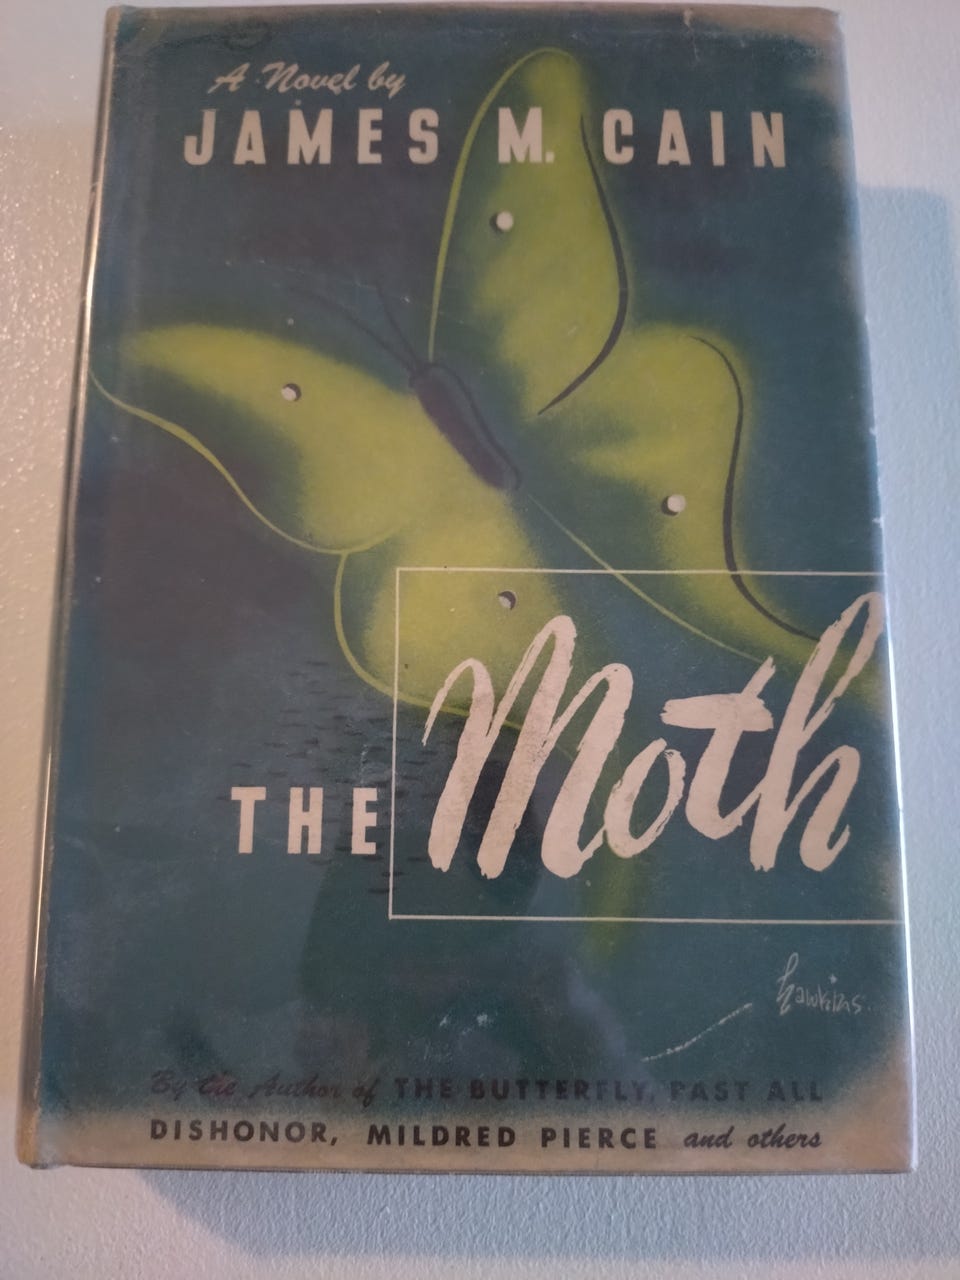 A Novel by
JAMES M. CAIN
THE Moth
Hawkins
By the Author of THE BUTTERFLY, PAST ALL
DISHONOR, MILDRED PIERCE and others